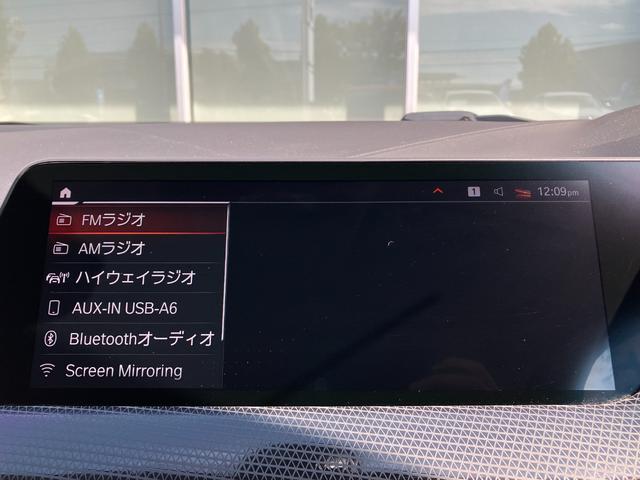 1 12:09pm
FMラジオ
AMラジオ
ハイウェイラジオ
AUX-IN USB-A6
Bluetoothオーディオ
Screen Mirroring